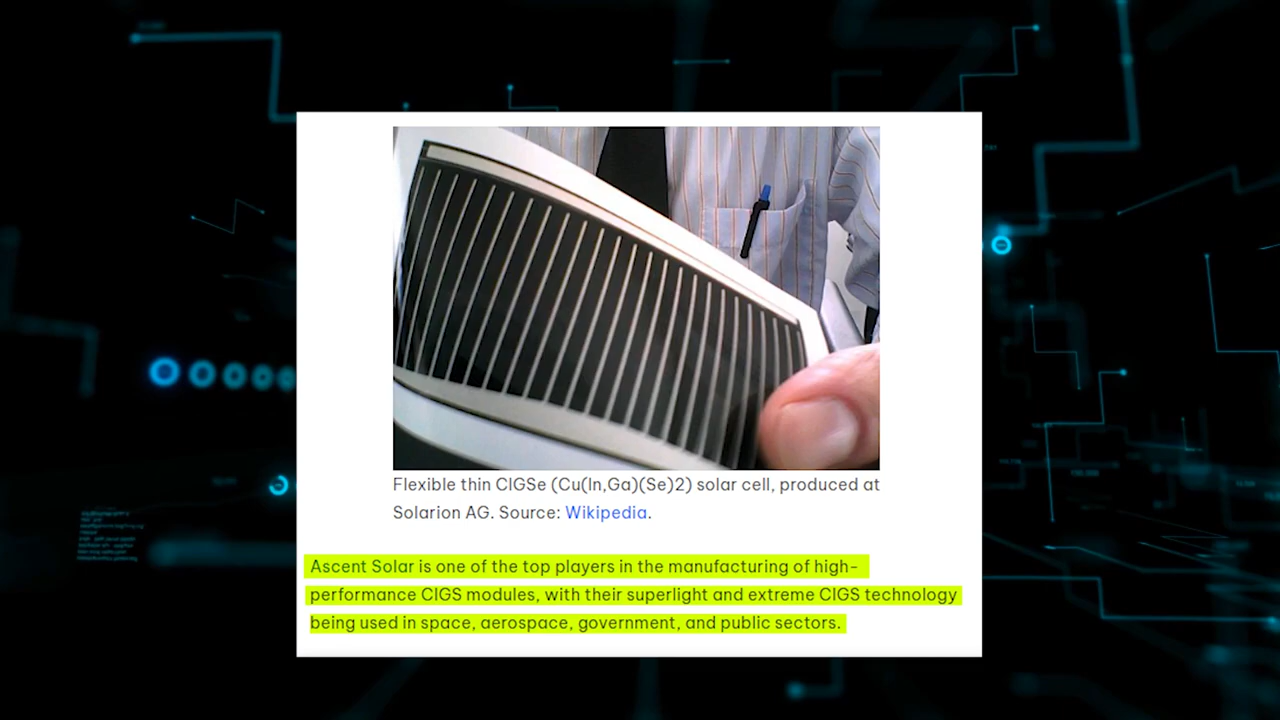 Flexible thin CIGSe (Cu(In,Ga)(Se)2) solar cell, produced at
Solarion AG. Source: Wikipedia.
Ascent Solar is one of the top players in the manufacturing of high-
performance CIGS modules, with their superlight and extreme CIGS technology
being used in space, aerospace, government, and public sectors.